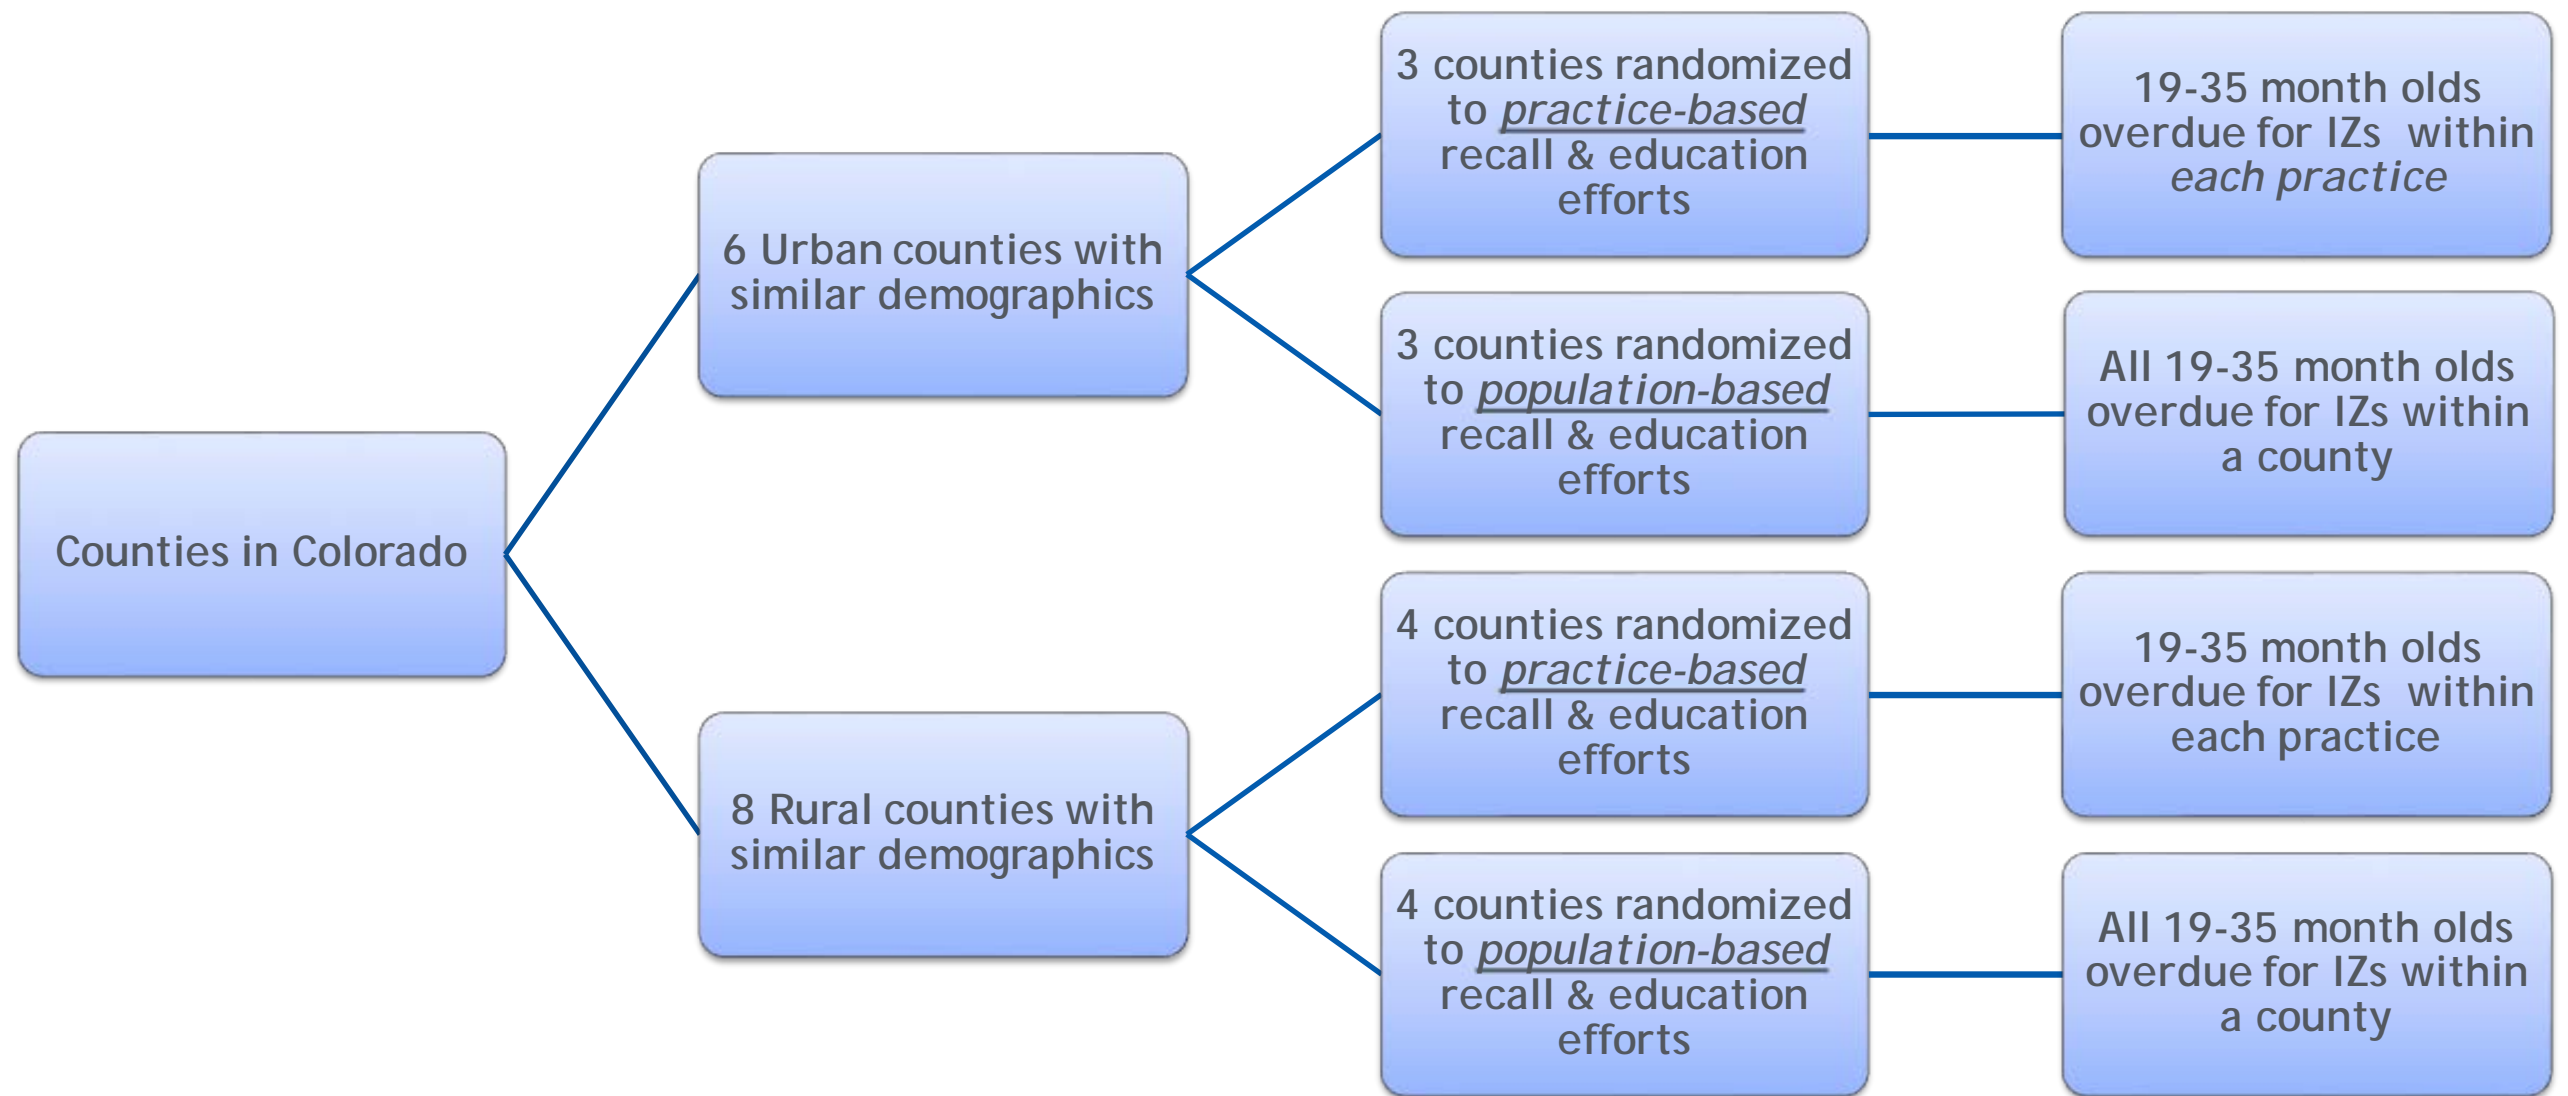 Counties in Colorado
6 Urban counties with
similar demographics
3 counties randomized
to practice-based
recall & education
efforts
19-35 month olds
overdue for IZs within
each practice
3 counties randomized
to population-based
recall & education
efforts
All 19-35 month olds
overdue for IZs within
a county
8 Rural counties with
similar demographics
4 counties randomized
to practice-based
recall & education
efforts
19-35 month olds
overdue for IZs within
each practice
4 counties randomized
to population-based
recall & education
efforts
All 19-35 month olds
overdue for IZs within
a county